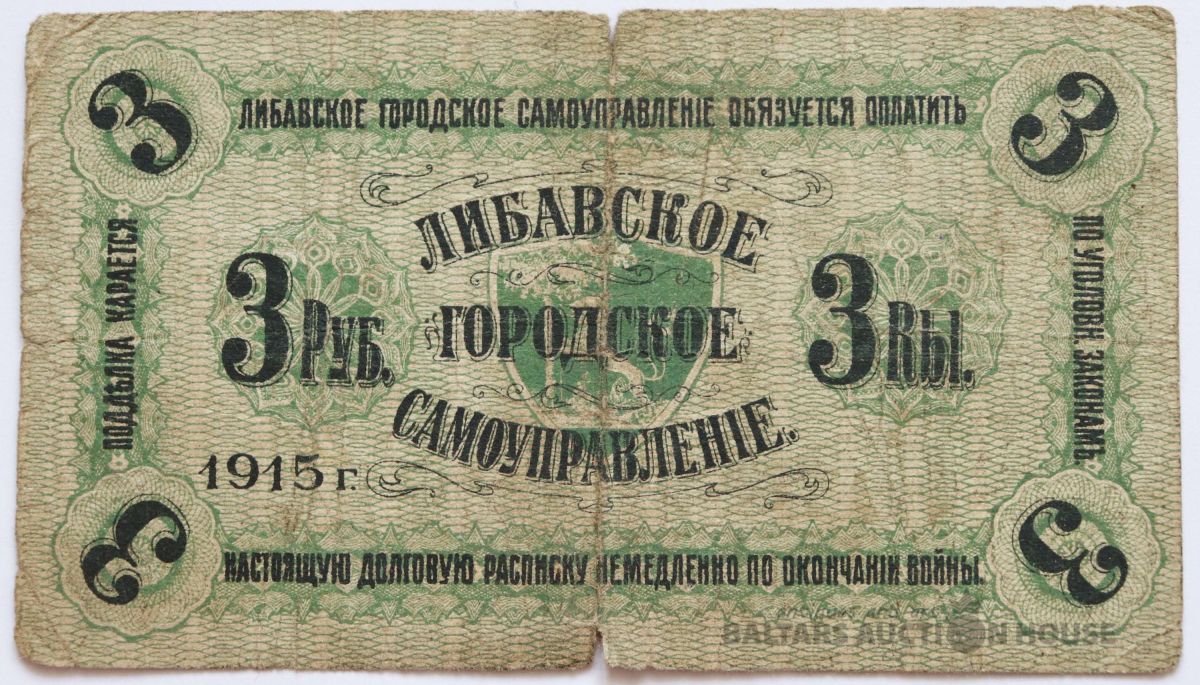 3
3
ЛИБАВСКОЕ ГОРОДСКОЕ САМОУПРАВЛЕНІЕ ОБЯЗУЕТСЯ ОПЛАТИТЬ
ПОДДѢЛКА КАРАЕТСЯ
ПО УГОЛОВН. ЗАКОНАМЪ.
ЛИБАВСКОЕ
3 РУБ.
ГОРОДСКОЕ
3 RЫ.
САМОУПРАВЛЕНІЕ.
1915 г.
НАСТОЯЩУЮ ДОЛГОВУЮ РАСПИСКУ НЕМЕДЛЕННО ПО ОКОНЧАНІИ ВОЙНЫ.
3
3
BALTARS AUCTION HOUSE